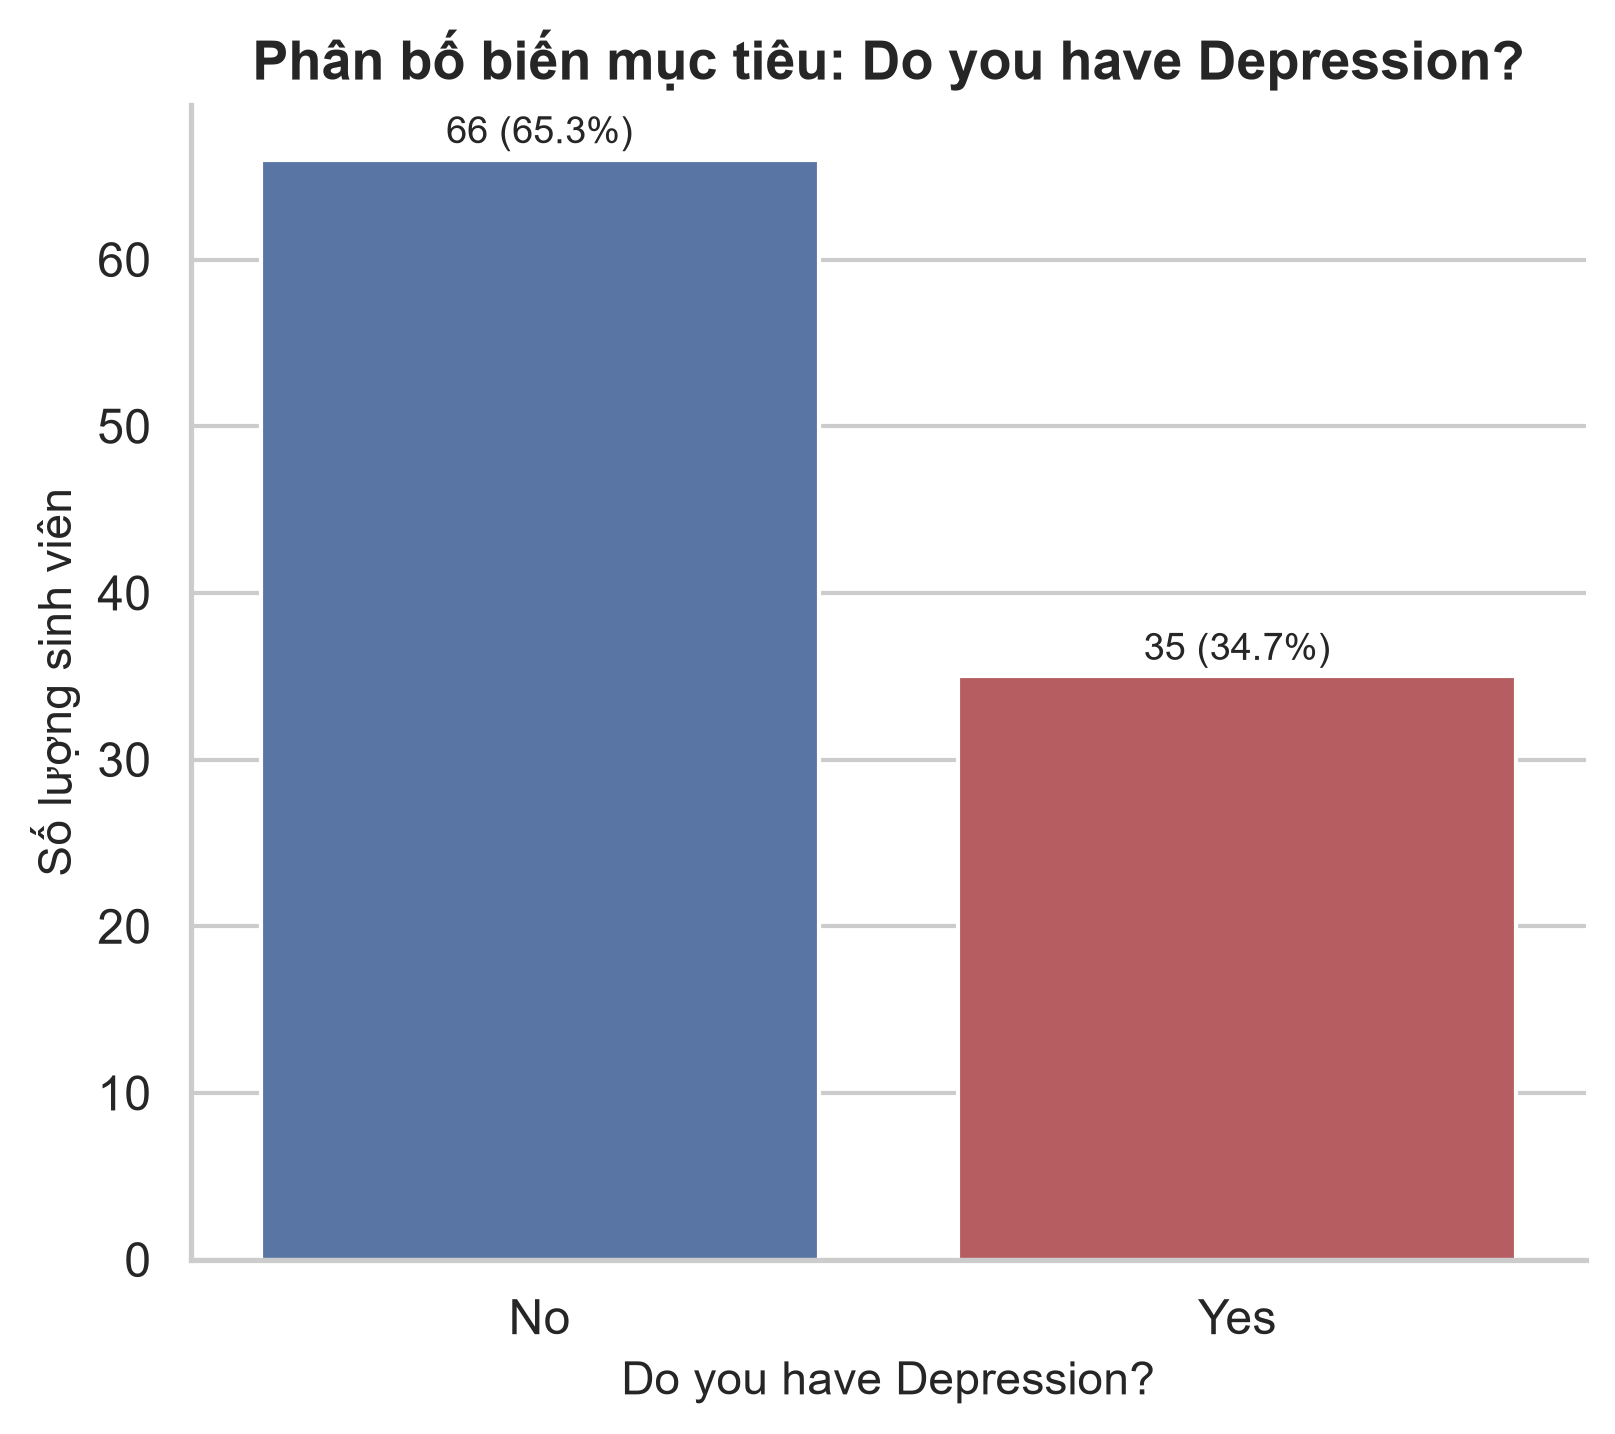 Phân bố biến mục tiêu: Do you have Depression?
66 (65.3%)
60
50
40
35 (34.7%)
30
20
10
0
Số lượng sinh viên
No
Yes
Do you have Depression?